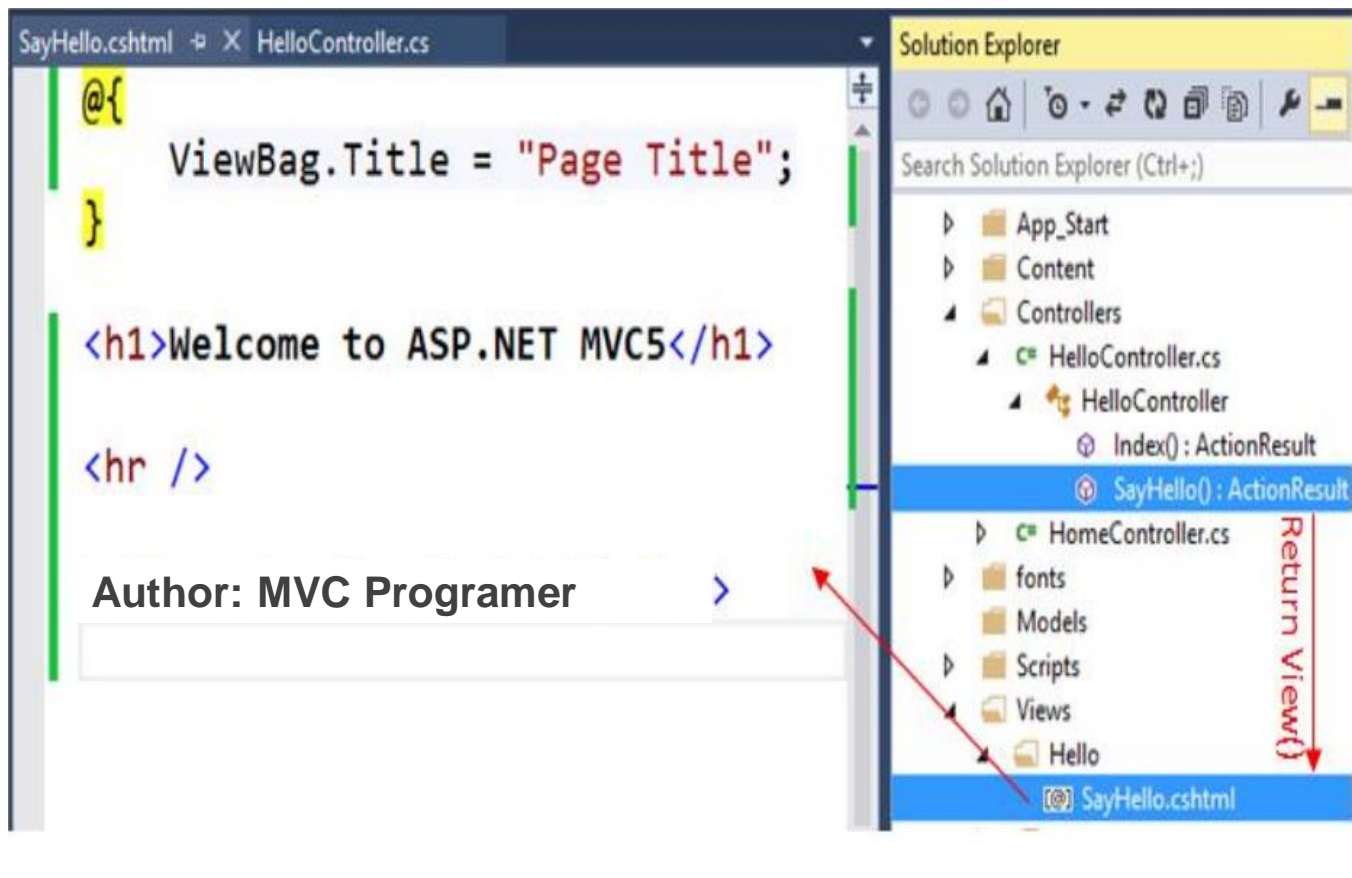 SayHello.cshtml HelloController.cs
@{
ViewBag.Title = "Page Title";
}
<h1>Welcome to ASP.NET MVC5</h1>
<hr />
Author: MVC Programer >
Solution Explorer
Search Solution Explorer (Ctrl+;)
App_Start
Content
Controllers
C# HelloController.cs
HelloController
Index() : ActionResult
SayHello() : ActionResult
C# HomeController.cs
fonts
Models
Scripts
Views
Hello
[@] SayHello.cshtml
Return View()